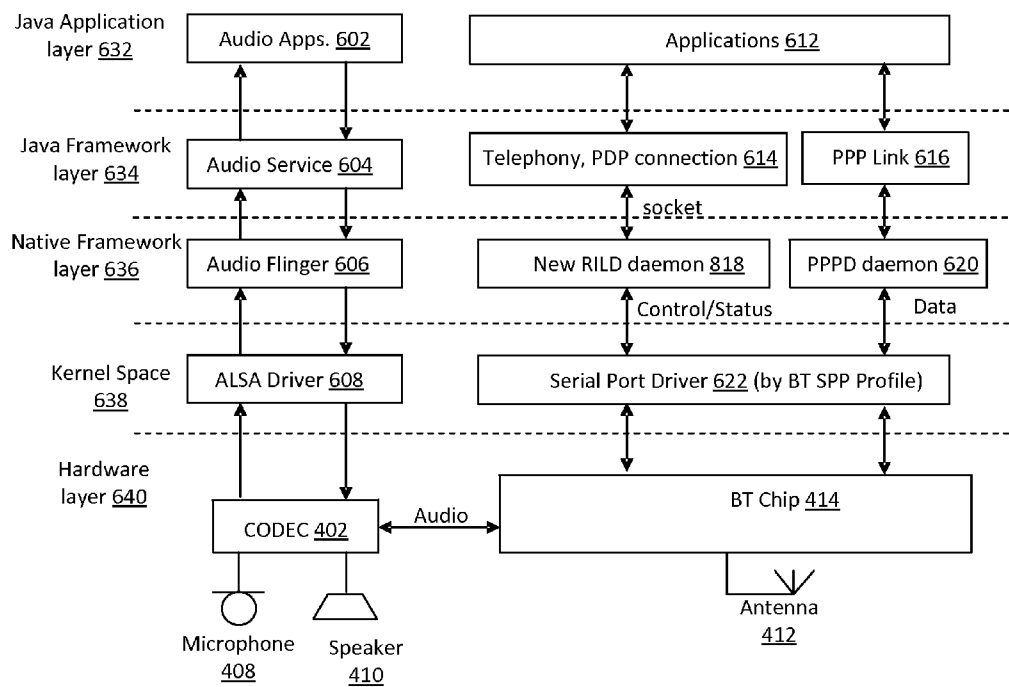 Java Application
layer 632
Audio Apps. 602
Applications 612
Java Framework
layer 634
Audio Service 604
Telephony, PDP connection 614
PPP Link 616
socket
Native Framework
layer 636
Audio Flinger 606
New RILD daemon 818
PPPD daemon 620
Control/Status
Data
Kernel Space
638
ALSA Driver 608
Serial Port Driver 622 (by BT SPP Profile)
Hardware
layer 640
CODEC 402
Audio
BT Chip 414
Microphone
408
Speaker
410
Antenna
412